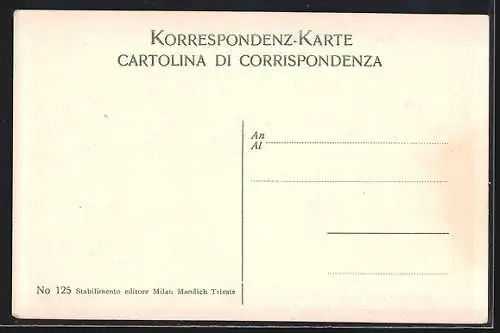 KORRESPONDENZ-KARTE
CARTOLINA DI CORRISPONDENZA
An
Al
No 125 Stabilimento editore Milan Mandich Trieste